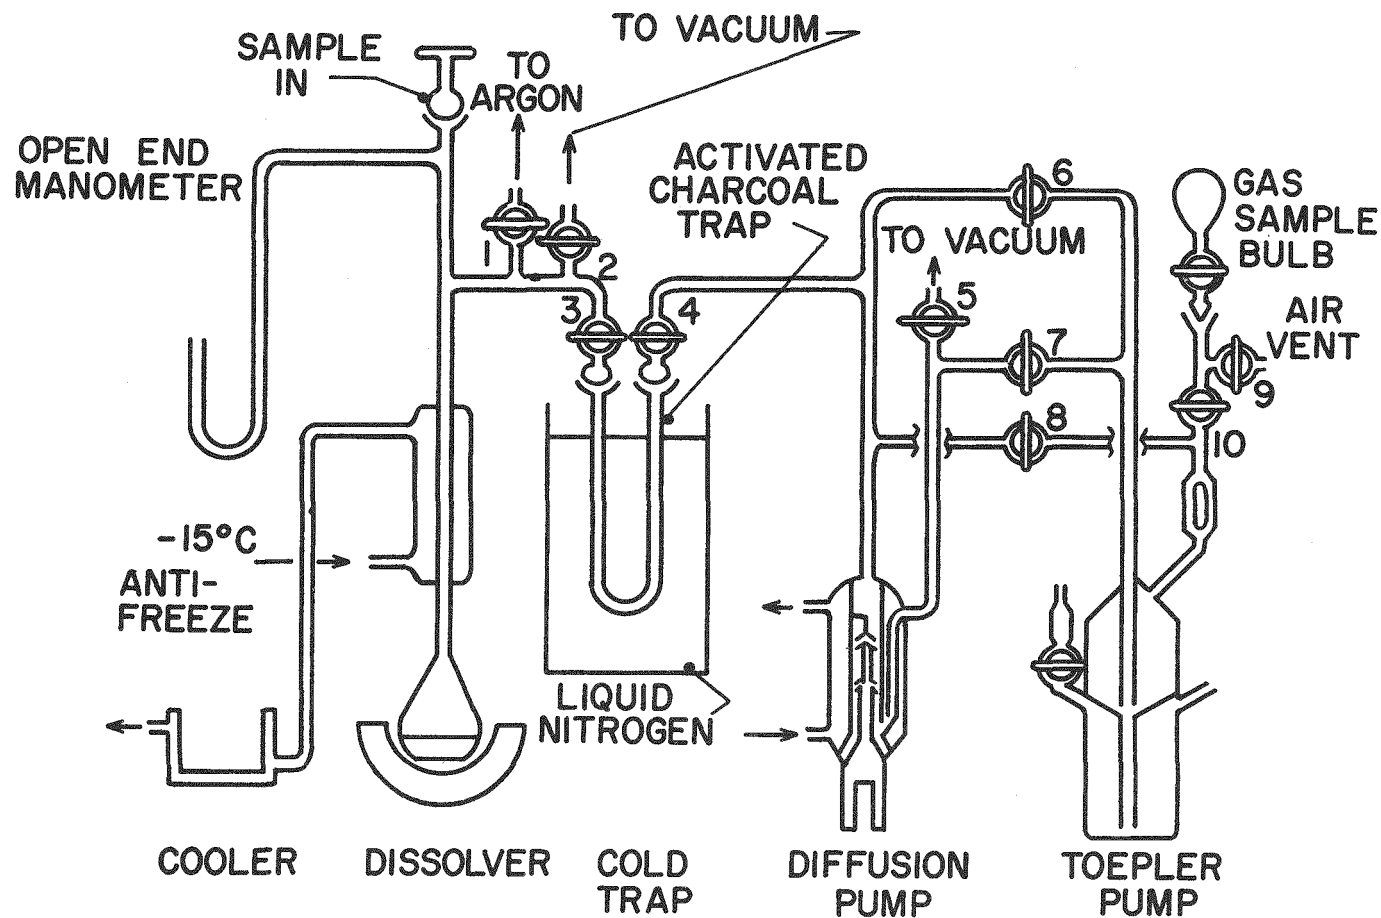 TO VACUUM
SAMPLE
IN
TO
ARGON
OPEN END
MANOMETER
ACTIVATED
CHARCOAL
TRAP
6
GAS
SAMPLE
BULB
TO VACUUM
1
2
3
4
5
AIR
VENT
7
9
8
10
-15°C
ANTI-
FREEZE
LIQUID
NITROGEN
COOLER
DISSOLVER
COLD
TRAP
DIFFUSION
PUMP
TOEPLER
PUMP